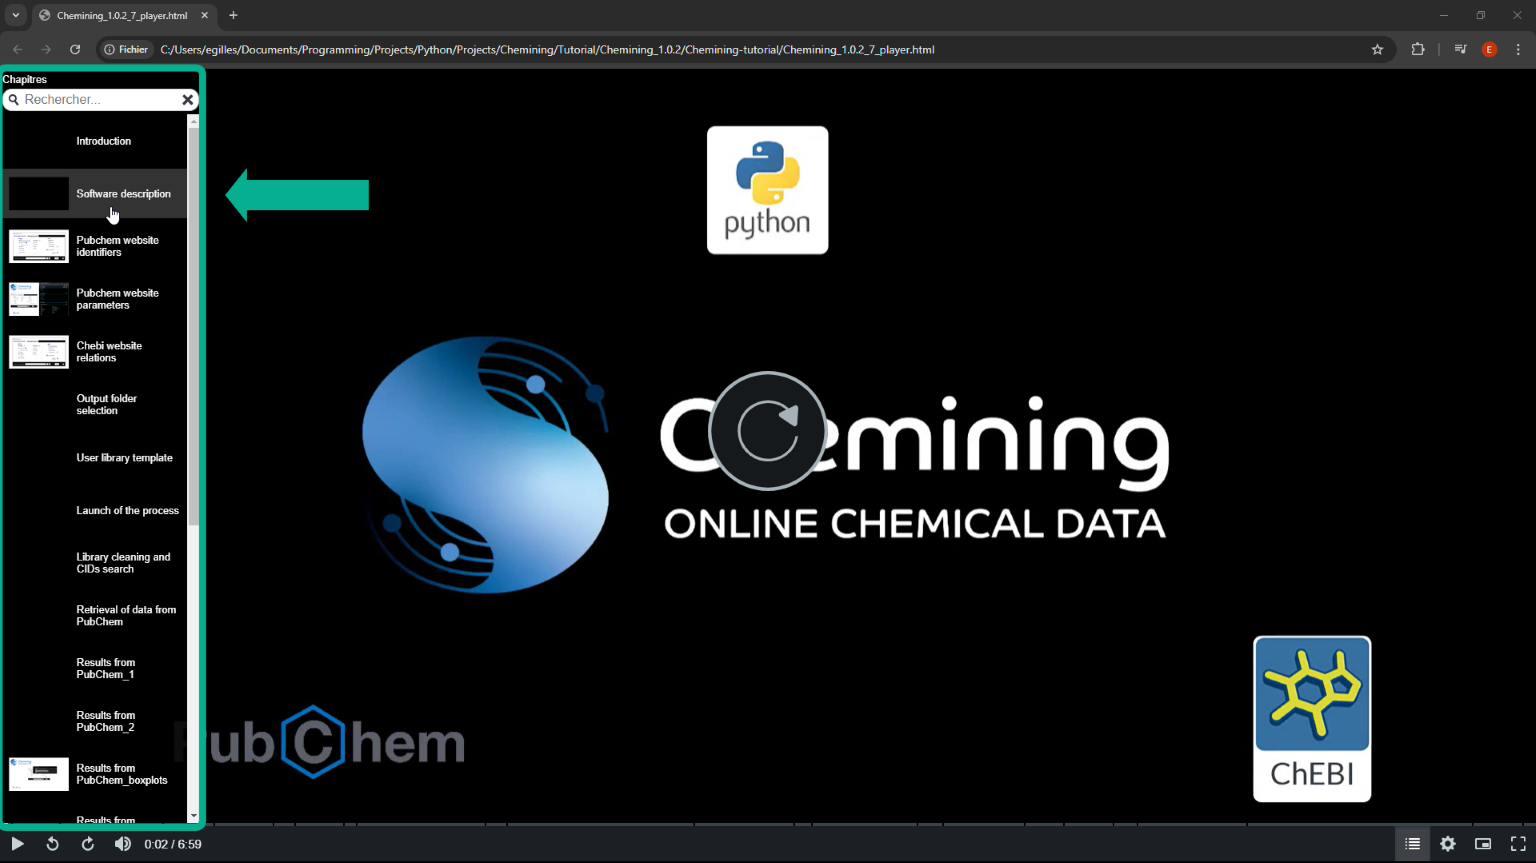 Chemining_1.0.2_7_player.html
Fichier C:/Users/egilles/Documents/Programming/Projects/Python/Projects/Chemining/Tutorial/Chemining_1.0.2/Chemining-tutorial/Chemining_1.0.2_7_player.html
E
Chapitres
Rechercher...
Introduction
Software description
Pubchem website
identifiers
Pubchem website
parameters
Chebi website
relations
Output folder
selection
User library template
Launch of the process
Library cleaning and
CIDs search
Retrieval of data from
PubChem
Results from
PubChem_1
Results from
PubChem_2
Results from
PubChem_boxplots
Results from
python
Chemining
ONLINE CHEMICAL DATA
PubChem
ChEBI
0:02 / 6:59